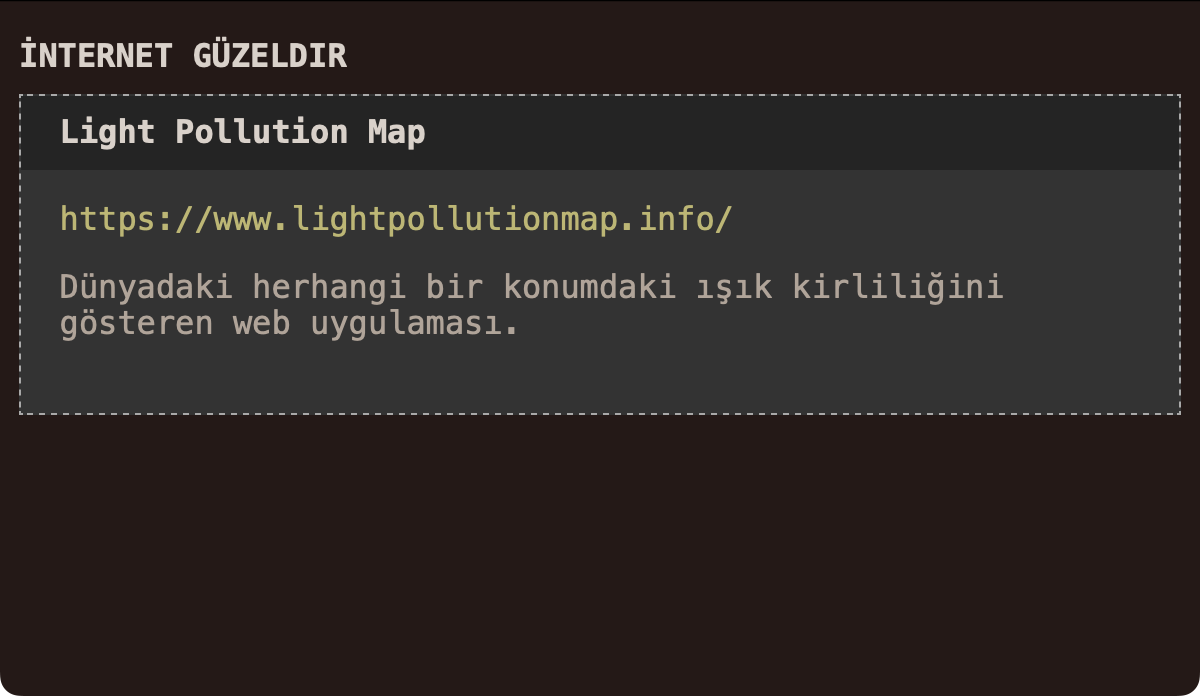 İNTERNET GÜZELDIR
Light Pollution Map
https://www.lightpollutionmap.info/
Dünyadaki herhangi bir konumdaki ışık kirliliğini
gösteren web uygulaması.